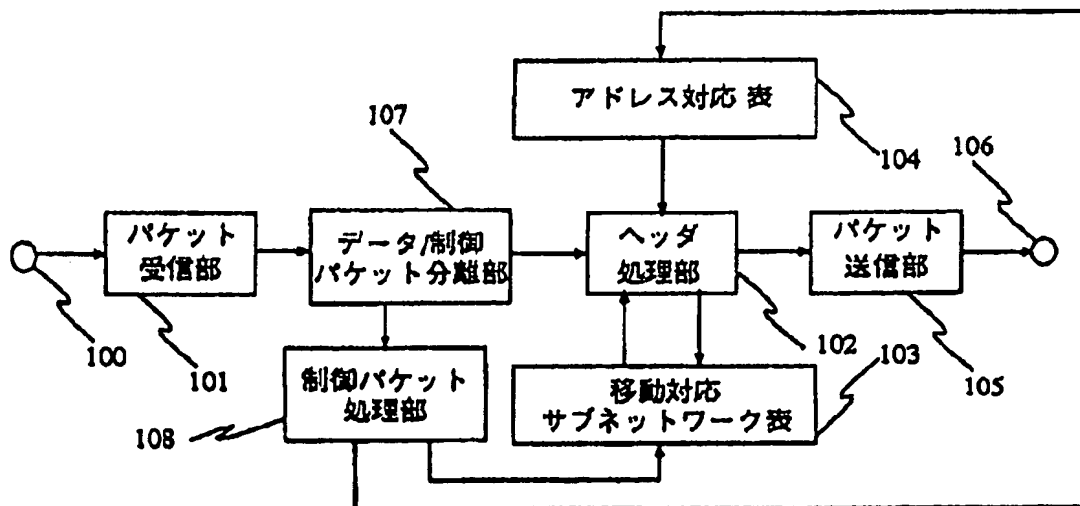 アドレス対応表
104
107
106
パケット
受信部
データ/制御
パケット分離部
ヘッダ
処理部
パケット
送信部
100
101
102
103
105
制御パケット
処理部
108
移動対応
サブネットワーク表